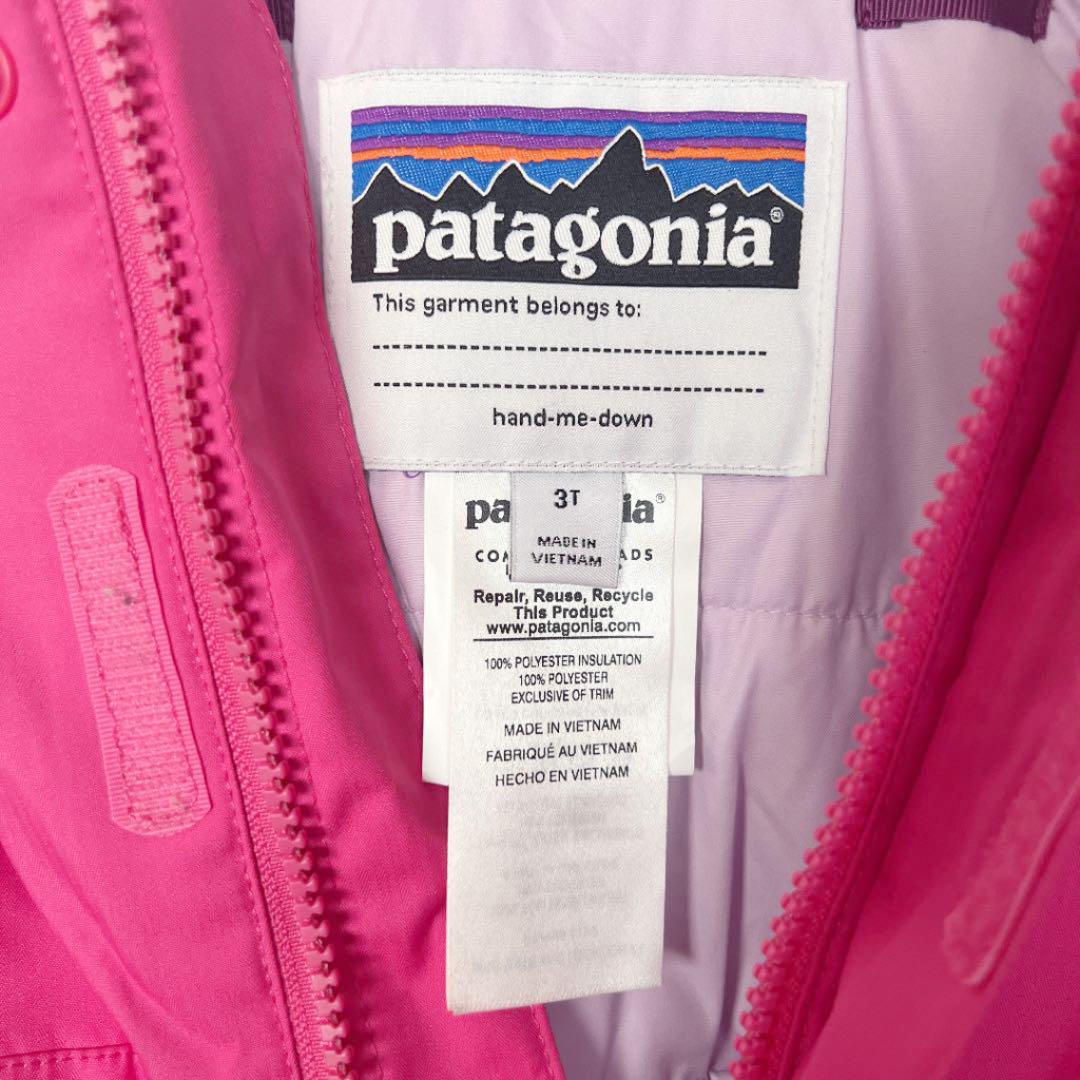 patagonia®
This garment belongs to:
hand-me-down
3T
MADE IN
VIETNAM
Repair, Reuse, Recycle
This Product
www.patagonia.com
100% POLYESTER INSULATION
100% POLYESTER
EXCLUSIVE OF TRIM
MADE IN VIETNAM
FABRIQUÉ AU VIETNAM
HECHO EN VIETNAM